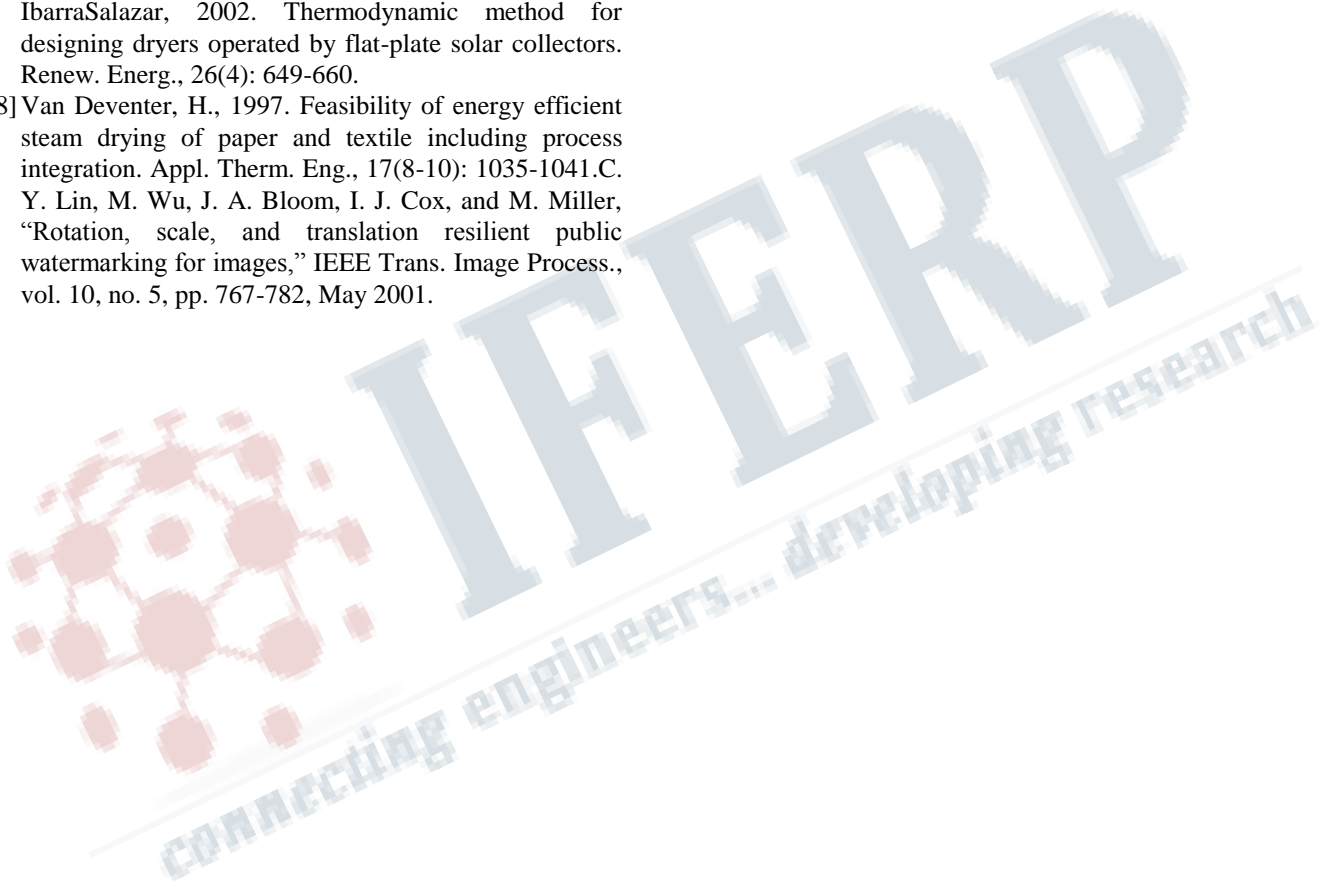 IbarraSalazar, 2002. Thermodynamic method for
designing dryers operated by flat-plate solar collectors.
Renew. Energ., 26(4): 649-660.
8] Van Deventer, H., 1997. Feasibility of energy efficient
steam drying of paper and textile including process
integration. Appl. Therm. Eng., 17(8-10): 1035-1041.C.
Y. Lin, M. Wu, J. A. Bloom, I. J. Cox, and M. Miller,
“Rotation, scale, and translation resilient public
watermarking for images,” IEEE Trans. Image Process.,
vol. 10, no. 5, pp. 767-782, May 2001.
IFERP
connecting engineers... developing research